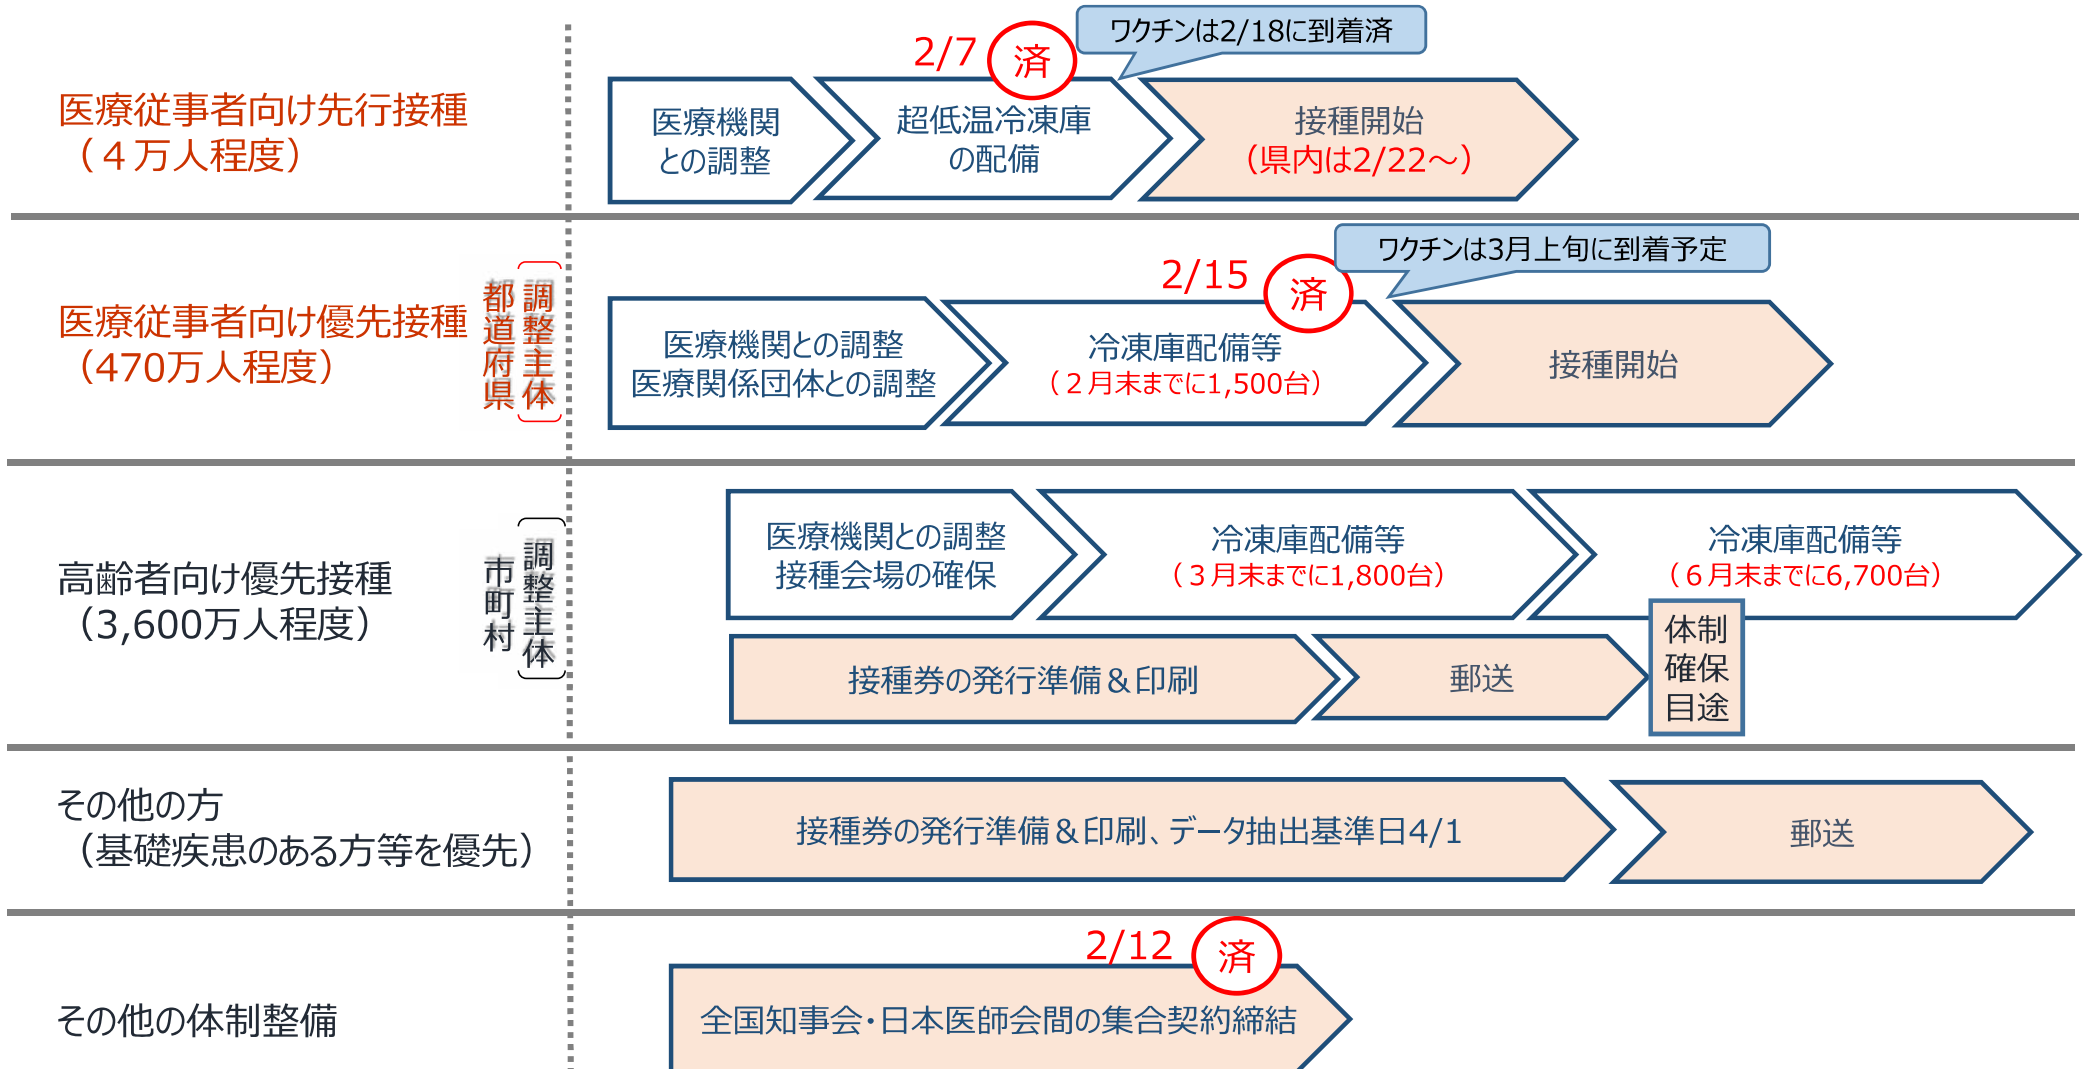 ワクチンは2/18に到着済
2/7
済
医療従事者向け先行接種
（４万人程度）
医療機関
との調整
超低温冷凍庫
の配備
接種開始
（県内は2/22～）
ワクチンは3月上旬に到着予定
2/15
済
医療従事者向け優先接種
（470万人程度）
調整主体
都道府県
医療機関との調整
医療関係団体との調整
冷凍庫配備等
（２月末までに1,500台）
接種開始
高齢者向け優先接種
（3,600万人程度）
調整主体
市町村
医療機関との調整
接種会場の確保
冷凍庫配備等
（３月末までに1,800台）
冷凍庫配備等
（６月末までに6,700台）
接種券の発行準備＆印刷
郵送
体制
確保
目途
その他の方
（基礎疾患のある方等を優先）
接種券の発行準備＆印刷、データ抽出基準日4/1
郵送
2/12
済
その他の体制整備
全国知事会・日本医師会間の集合契約締結